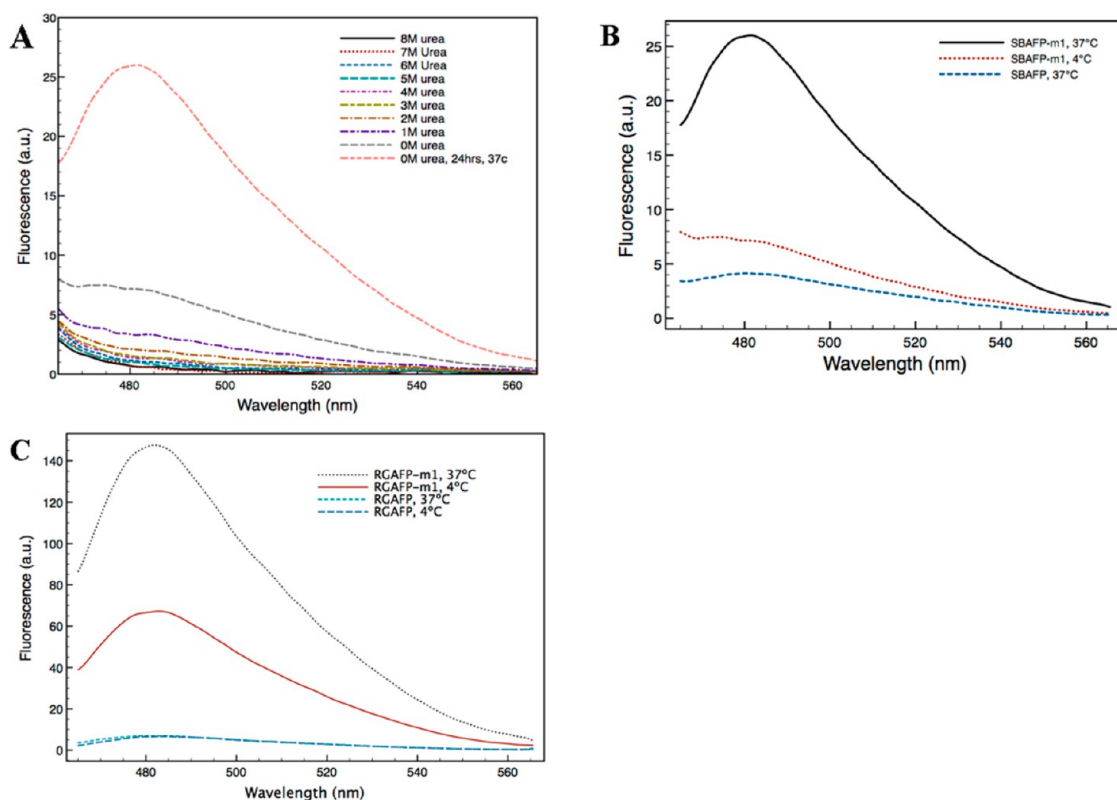 A
30
25
20
15
10
5
0
Fluorescence (a.u.)
8M urea
7M Urea
6M Urea
5M urea
4M urea
3M urea
2M urea
1M urea
0M urea
0M urea, 24hrs, 37c
480
500
520
540
560
Wavelength (nm)
B
25
20
15
10
5
0
Fluorescence (a.u.)
SBAFP-m1, 37°C
SBAFP-m1, 4°C
SBAFP, 37°C
480
500
520
540
560
Wavelength (nm)
C
140
120
100
80
60
40
20
0
Fluorescence (a.u.)
RGAFP-m1, 37°C
RGAFP-m1, 4°C
RGAFP, 37°C
RGAFP, 4°C
480
500
520
540
560
Wavelength (nm)